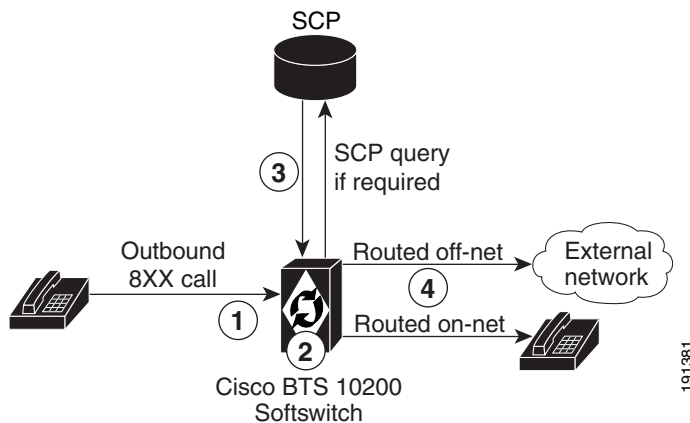 SCP
3
SCP query
if required
Outbound
8XX call
1
2
Routed off-net
4
Routed on-net
External
network
Cisco BTS 10200
Softswitch
191381